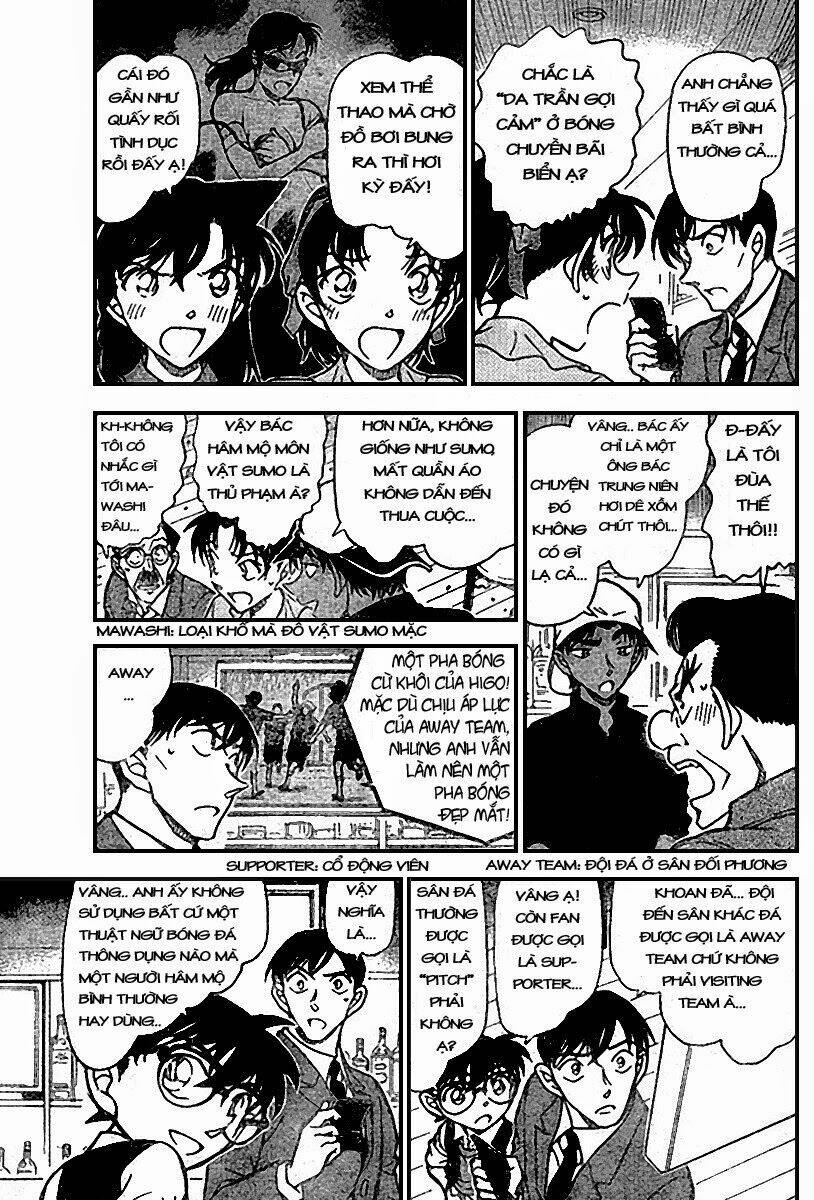 ANH CHẲNG
THẤY GÌ QUÁ
BẤT BÌNH
THƯỜNG CẢ...
CHẮC LÀ
"DA TRẦN GỢI
CẢM" Ở BÓNG
CHUYỀN BÃI
BIỂN Ạ?
XEM THỂ
THAO MÀ CHỜ
ĐỒ BƠI BUNG
RA THÌ HƠI
KỲ ĐẤY!
CÁI ĐÓ
GẦN NHƯ
QUẤY RỐI
TÌNH DỤC
RỒI ĐẤY Ạ!
Đ-ĐẤY
LÀ TÔI
ĐÙA
THẾ
THÔI!!
VÂNG.. BÁC ẤY
CHỈ LÀ MỘT
ÔNG BÁC
TRUNG NIÊN
HƠI DÊ XỒM
CHÚT THÔI...
CHUYỆN
ĐÓ KHÔNG
CÓ GÌ
LẠ CẢ...
HƠN NỮA, KHÔNG
GIỐNG NHƯ SUMO,
MẤT QUẦN ÁO
KHÔNG DẪN ĐẾN
THUA CUỘC...
VẬY BÁC
HÂM MỘ MÔN
VẬT SUMO LÀ
THỦ PHẠM À?
KH-KHÔNG,
TÔI CÓ
NHẮC GÌ
TỚI MA-
WASHI
ĐÂU...
MAWASHI: LOẠI KHỐ MÀ ĐÔ VẬT SUMO MẶC
MỘT PHA BÓNG
CỪ KHÔI CỦA HIGO!
MẶC DÙ CHỊU ÁP LỰC
CỦA AWAY TEAM,
NHƯNG ANH VẪN
LÀM NÊN MỘT
PHA BÓNG
ĐẸP MẮT!
AWAY
...
SUPPORTER: CỔ ĐỘNG VIÊN
AWAY TEAM: ĐỘI ĐÁ Ở SÂN ĐỐI PHƯƠNG
KHOAN ĐÃ... ĐỘI
ĐẾN SÂN KHÁC ĐÁ
ĐƯỢC GỌI LÀ AWAY
TEAM CHỨ KHÔNG
PHẢI VISITING
TEAM À...
VÂNG Ạ!
CÒN FAN
ĐƯỢC GỌI
LÀ SUP-
PORTER...
SÂN ĐÁ
THƯỜNG
ĐƯỢC
GỌI LÀ
"PITCH"
PHẢI
KHÔNG
Ạ?
VẬY
NGHĨA
LÀ...
VÂNG.. ANH ẤY KHÔNG
SỬ DỤNG BẤT CỨ MỘT
THUẬT NGỮ BÓNG ĐÁ
THÔNG DỤNG NÀO MÀ
MỘT NGƯỜI HÂM MỘ
BÌNH THƯỜNG
HAY DÙNG..